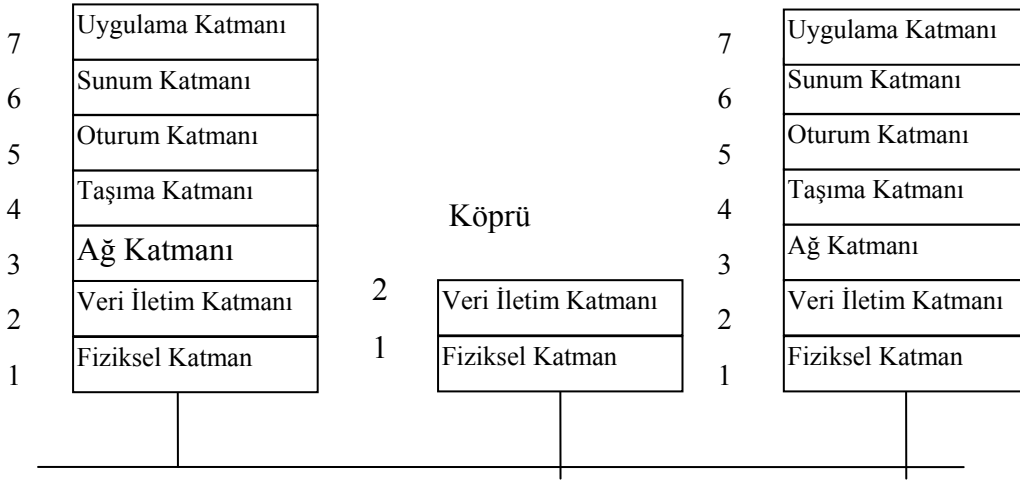 7 Uygulama Katmanı
6 Sunum Katmanı
5 Oturum Katmanı
4 Taşıma Katmanı
3 Ağ Katmanı
2 Veri İletim Katmanı
1 Fiziksel Katman
Köprü
2 Veri İletim Katmanı
1 Fiziksel Katman
7 Uygulama Katmanı
6 Sunum Katmanı
5 Oturum Katmanı
4 Taşıma Katmanı
3 Ağ Katmanı
2 Veri İletim Katmanı
1 Fiziksel Katman